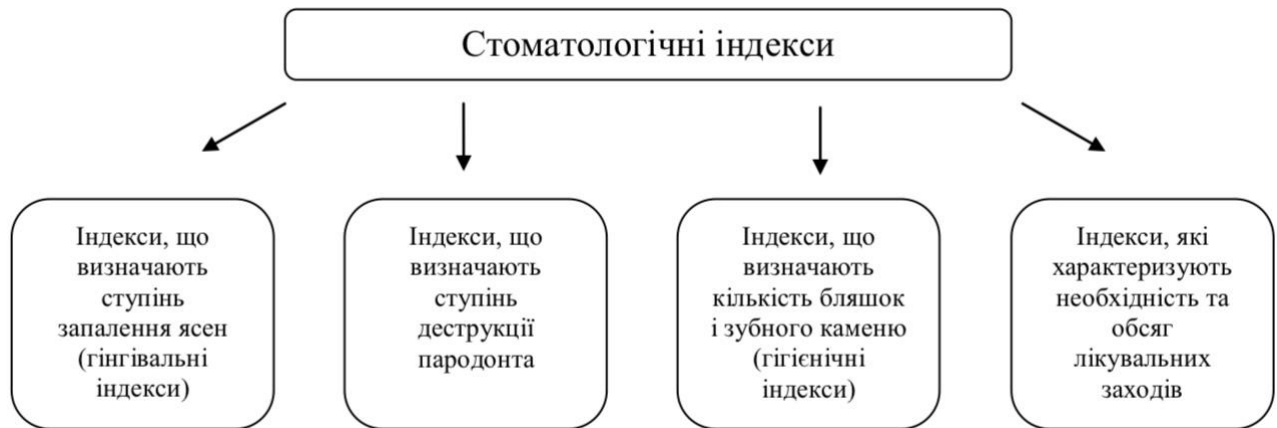 Стоматологічні індекси
Індекси, що
визначають
ступінь
запалення ясен
(гінгівальні
індекси)
Індекси, що
визначають
ступінь
деструкції
пародонта
Індекси, що
визначають
кількість бляшок
і зубного каменю
(гігієнічні
індекси)
Індекси, які
характеризують
необхідність та
обсяг
лікувальних
заходів